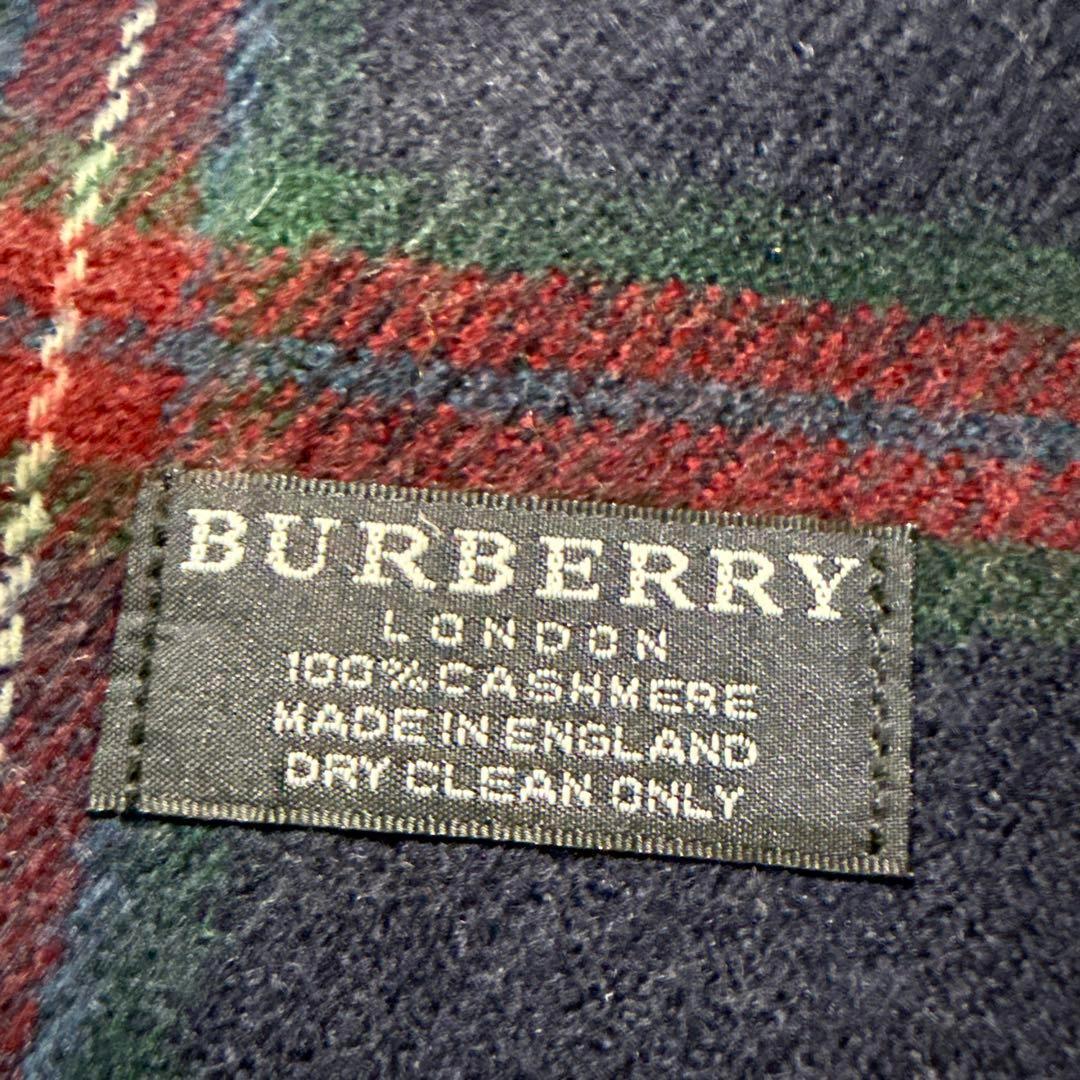 BURBERRY
LONDON
100% CASHMERE
MADE IN ENGLAND
DRY CLEAN ONLY